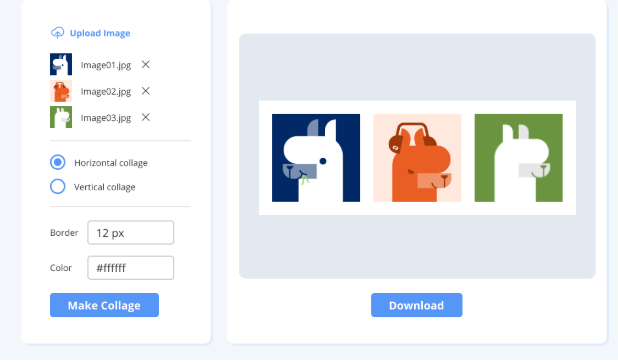 Upload Image
Image01.jpg
Image02.jpg
Image03.jpg
Horizontal collage
Vertical collage
Border 12 px
Color #ffffff
Make Collage
Download